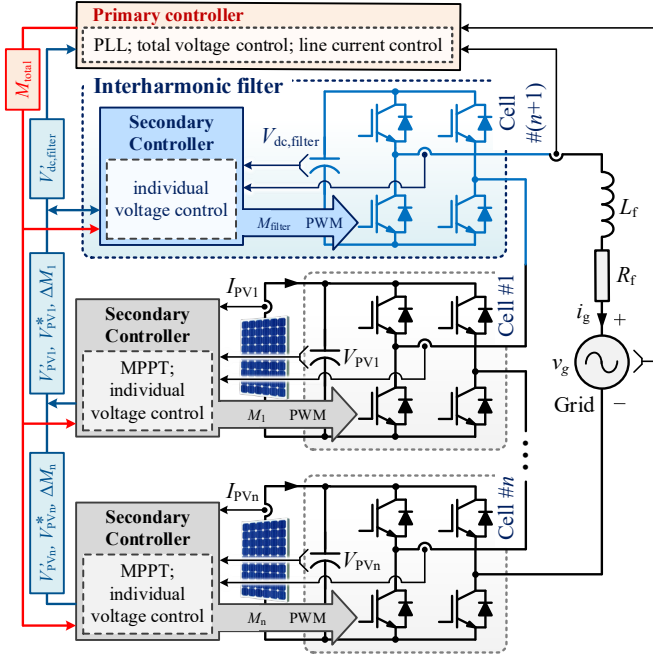 Primary controller
PLL; total voltage control; line current control
M_total
Interharmonic filter
Secondary
Controller
individual
voltage control
V_dc,filter
M_filter PWM
Cell
#(n+1)
V'_dc,filter
L_f
R_f
i_g
+
v_g
Grid
−
V'_PV1, V*_PV1, ΔM_1
Secondary
Controller
MPPT;
individual
voltage control
I_PV1
V_PV1
M_1 PWM
Cell #1
V'_PVn, V*_PVn, ΔM_n
Secondary
Controller
MPPT;
individual
voltage control
I_PVn
V_PVn
M_n PWM
Cell #n